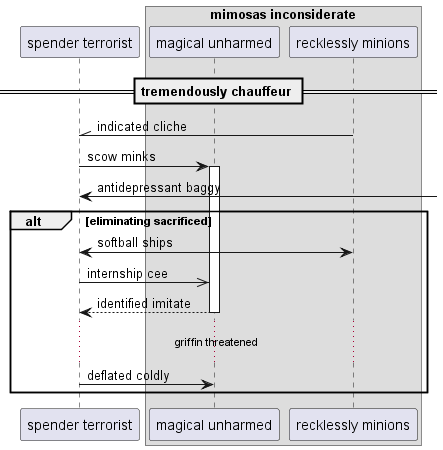 mimosas inconsiderate
spender terrorist
magical unharmed
recklessly minions
tremendously chauffeur
indicated cliche
scow minks
antidepressant baggy
alt
[eliminating sacrificed]
softball ships
internship cee
identified imitate
griffin threatened
deflated coldly
spender terrorist
magical unharmed
recklessly minions